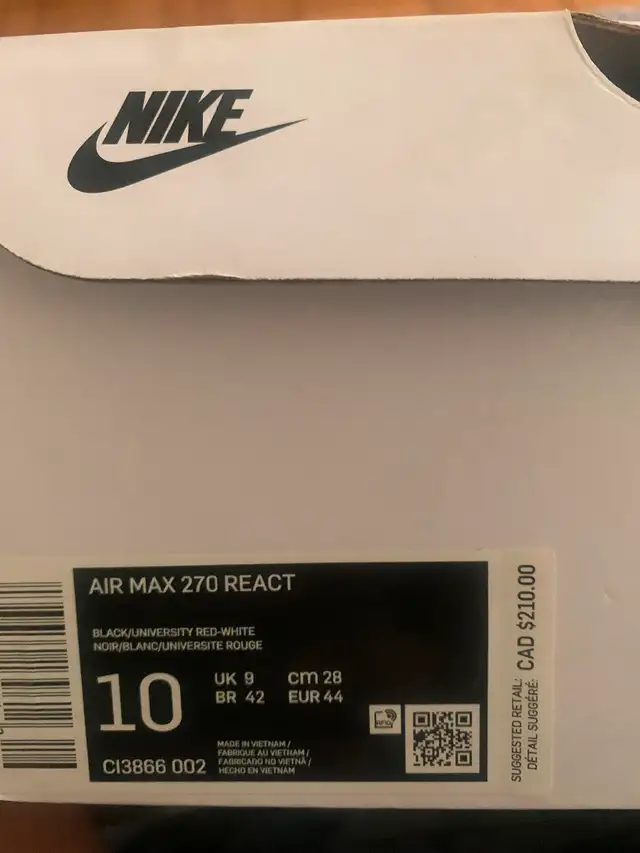 NIKE
AIR MAX 270 REACT
BLACK/UNIVERSITY RED-WHITE
NOIR/BLANC/UNIVERSITE ROUGE
10
UK 9 cm 28
BR 42 EUR 44
CI3866 002
MADE IN VIETNAM /
FABRIQUE AU VIETNAM /
FABRICADO NO VIETNÃ /
HECHO EN VIETNAM
SUGGESTED RETAIL:
DÉTAIL SUGGÉRÉ:
CAD $210.00